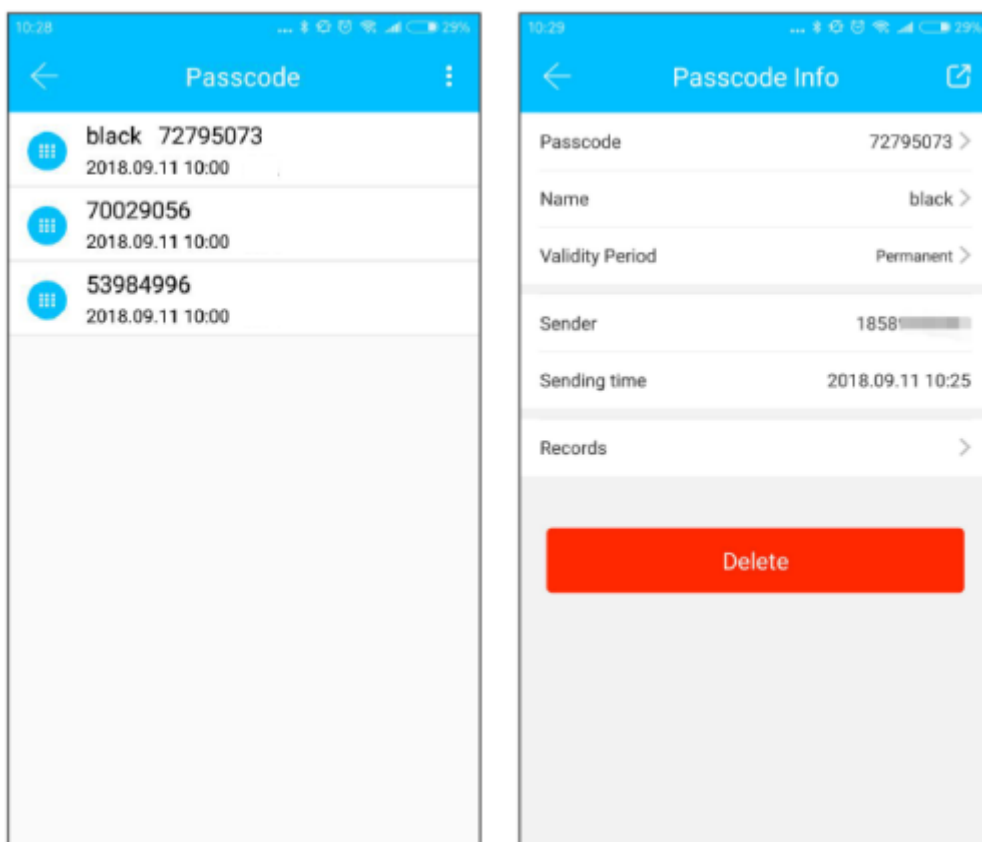 10:28
... 29%
Passcode
black 72795073
2018.09.11 10:00
70029056
2018.09.11 10:00
53984996
2018.09.11 10:00
10:29
... 29%
Passcode Info
Passcode 72795073
Name black
Validity Period Permanent
Sender 1858
Sending time 2018.09.11 10:25
Records
Delete